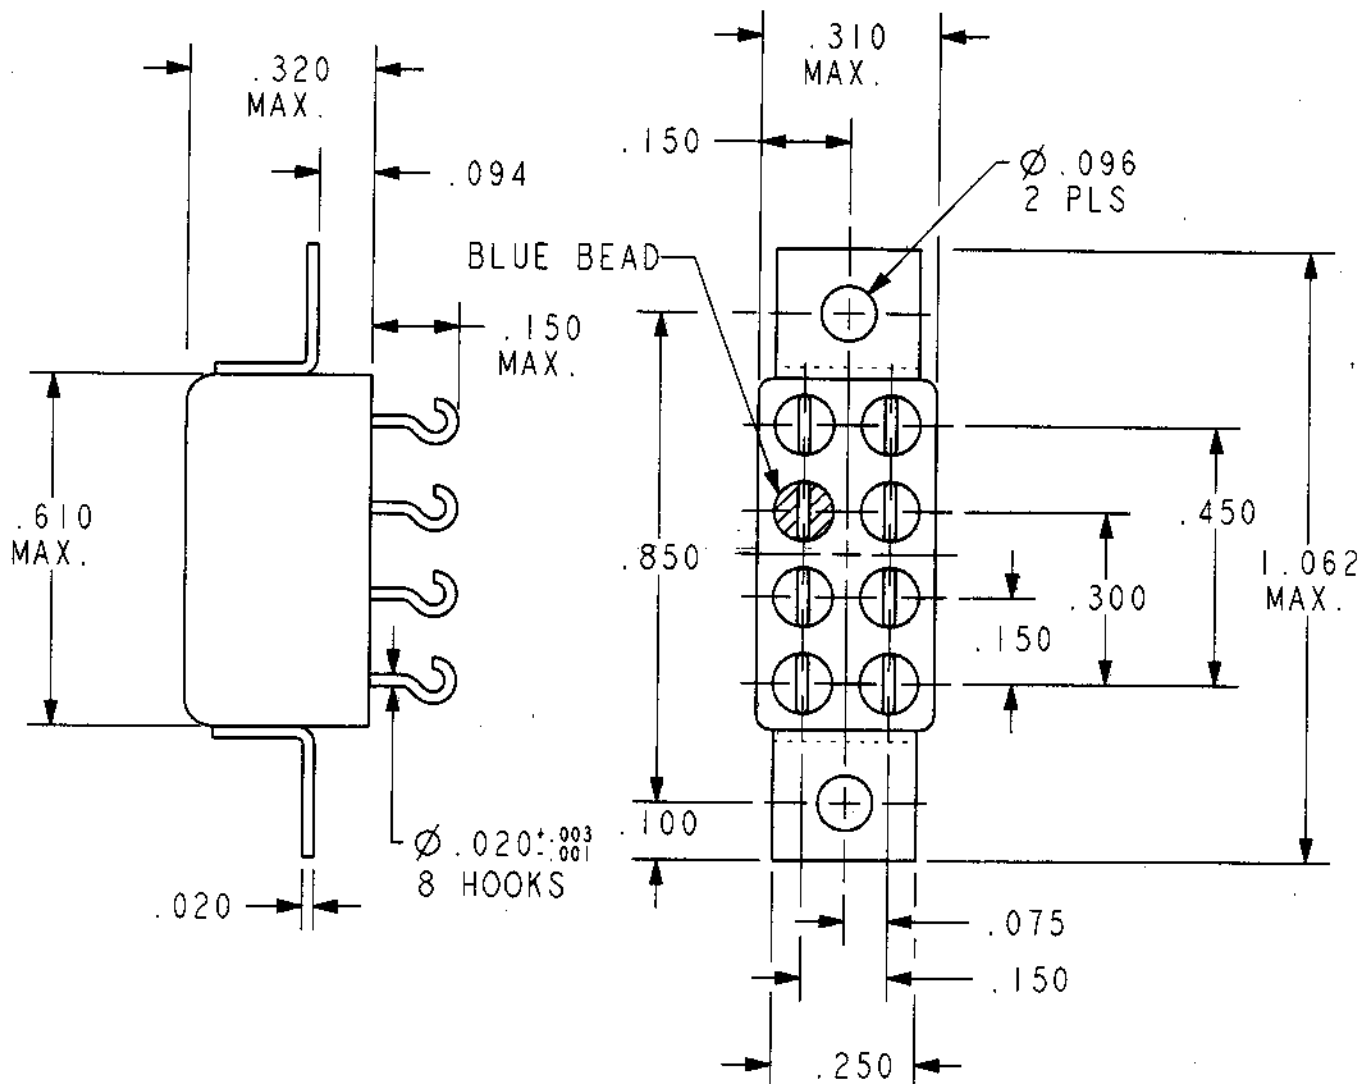 .320
MAX.
.094
.310
MAX.
.150
Ø .096
2 PLS
BLUE BEAD
.150
MAX.
.610
MAX.
.850
.450
.300
.150
1.062
MAX.
.100
Ø .020 +.003 -.001
8 HOOKS
.020
.075
.150
.250